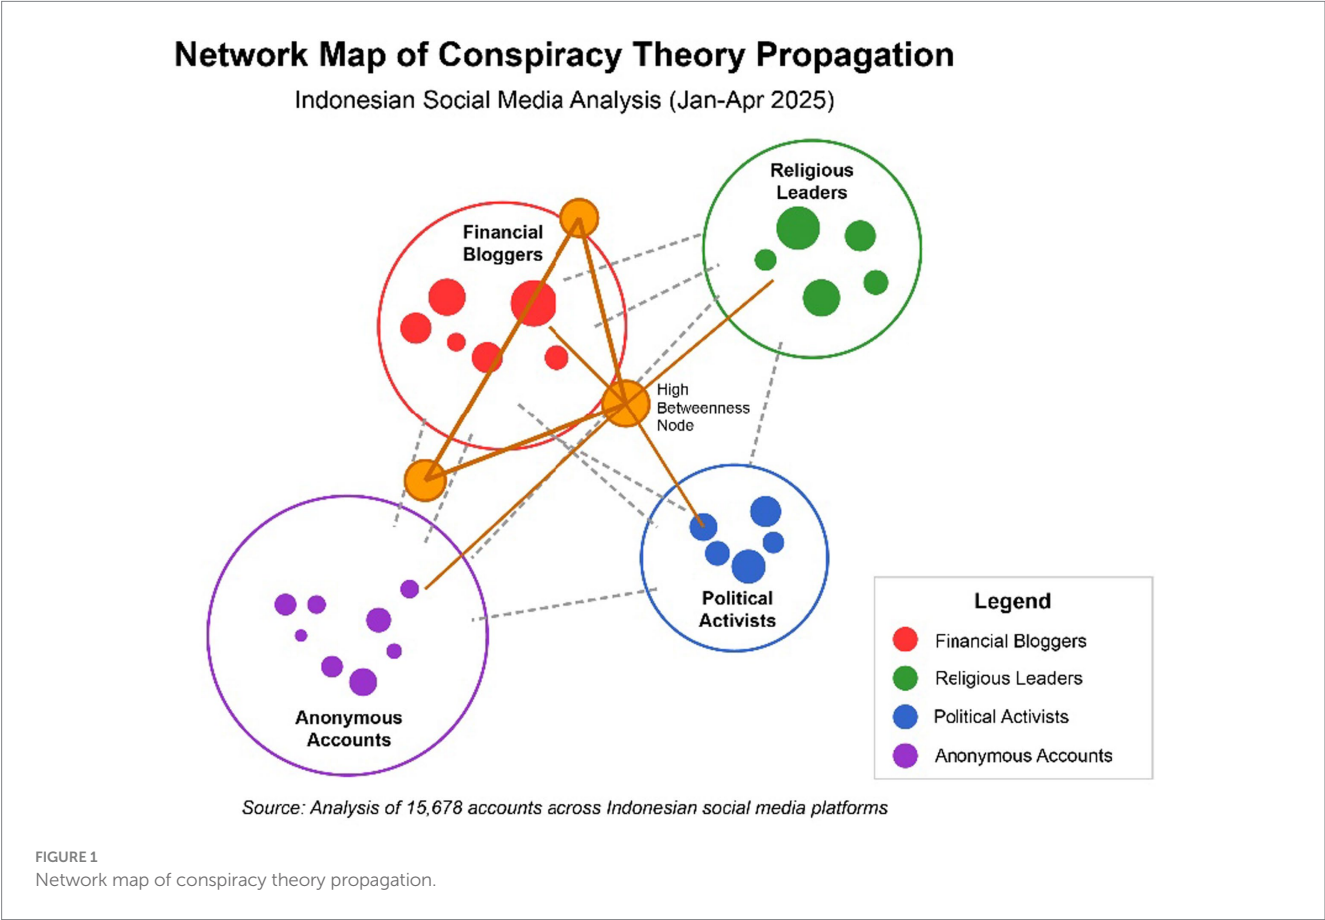 Network Map of Conspiracy Theory Propagation
Indonesian Social Media Analysis (Jan-Apr 2025)
Religious
Leaders
Financial
Bloggers
High
Betweenness
Node
Political
Activists
Anonymous
Accounts
Legend
Financial Bloggers
Religious Leaders
Political Activists
Anonymous Accounts
Source: Analysis of 15,678 accounts across Indonesian social media platforms
FIGURE 1
Network map of conspiracy theory propagation.